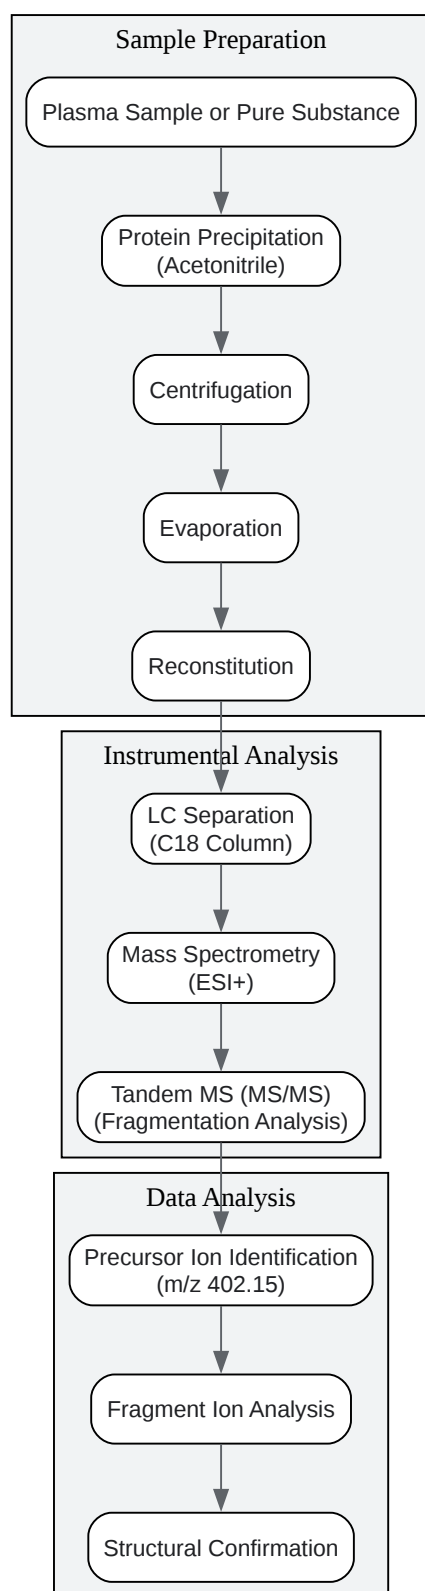 Sample Preparation
Plasma Sample or Pure Substance
Protein Precipitation
(Acetonitrile)
Centrifugation
Evaporation
Reconstitution
Instrumental Analysis
LC Separation
(C18 Column)
Mass Spectrometry
(ESI+)
Tandem MS (MS/MS)
(Fragmentation Analysis)
Data Analysis
Precursor Ion Identification
(m/z 402.15)
Fragment Ion Analysis
Structural Confirmation